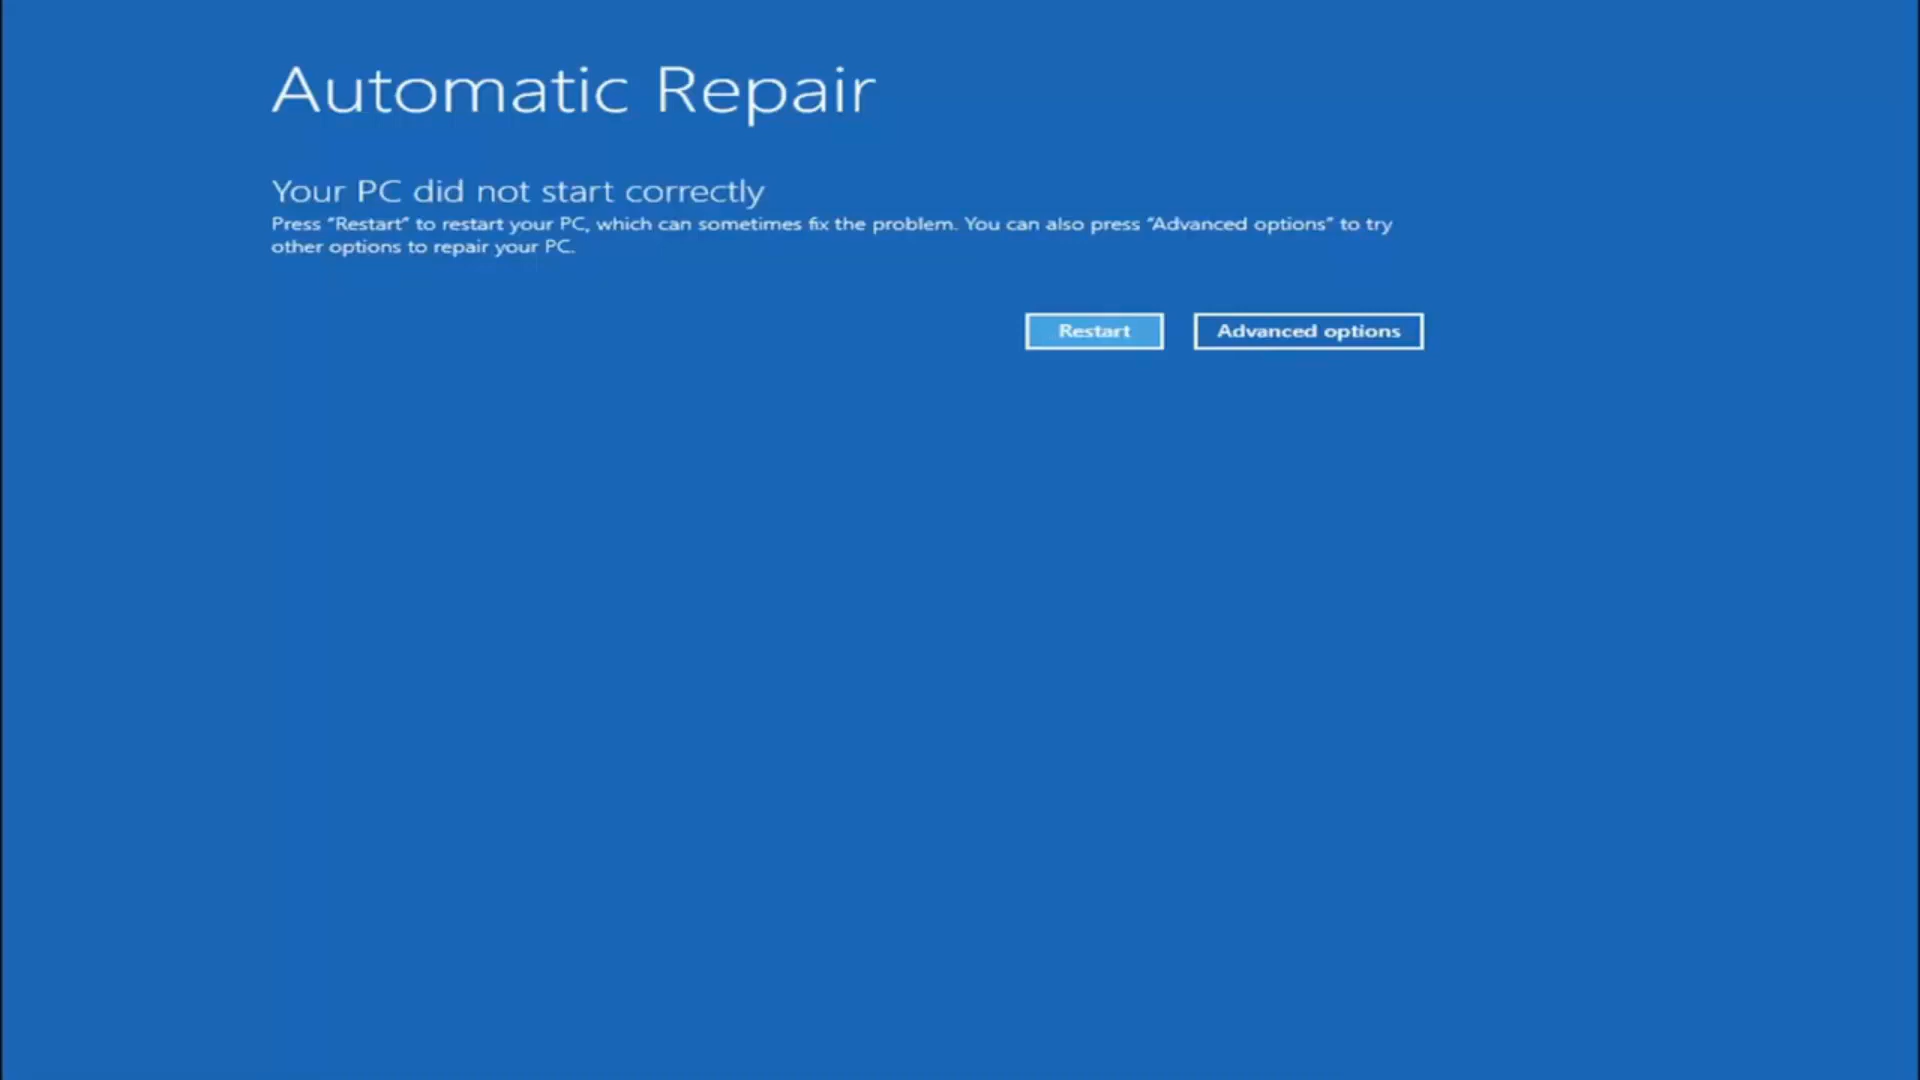 Automatic Repair
Your PC did not start correctly
Press “Restart” to restart your PC, which can sometimes fix the problem. You can also press “Advanced options” to try
other options to repair your PC.
Restart
Advanced options